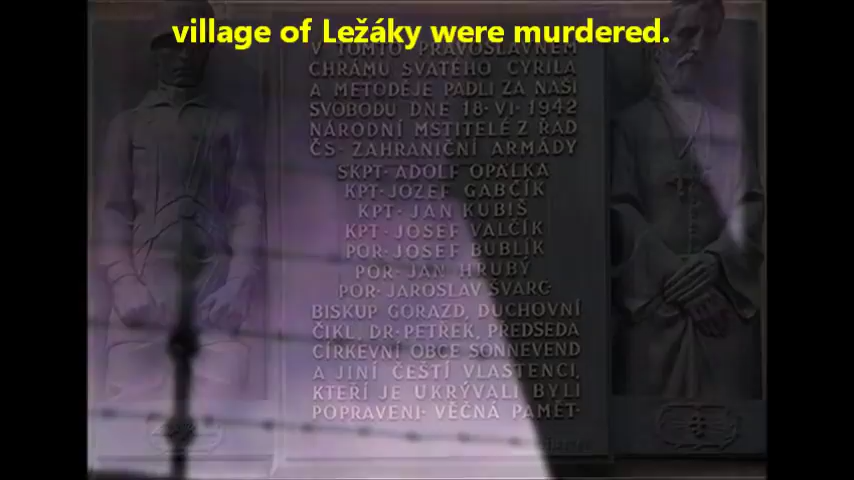 village of Ležáky were murdered.
V TOMTO PRAVOSLAVNÉM
CHRÁMU SVATÉHO CYRILA
A METODĚJE PADLI ZA NAŠI
SVOBODU DNE 18·VI·1942
NÁRODNÍ MSTITELÉ Z ŘAD
ČS· ZAHRANIČNÍ ARMÁDY
ŠKPT· ADOLF OPÁLKA
KPT· JOZEF GABČÍK
KPT· JAN KUBIŠ
KPT· JOSEF VALČÍK
POR· JOSEF BUBLÍK
POR· JAN HRUBÝ
POR· JAROSLAV ŠVARC·
BISKUP GORAZD, DUCHOVNÍ
ČIKL, DR· PETŘEK, PŘEDSEDA
CÍRKEVNÍ OBCE SONNEVEND
A JINÍ ČEŠTÍ VLASTENCI,
KTEŘÍ JE UKRÝVALI BYLI
POPRAVENI· VĚČNÁ PAMĚT·